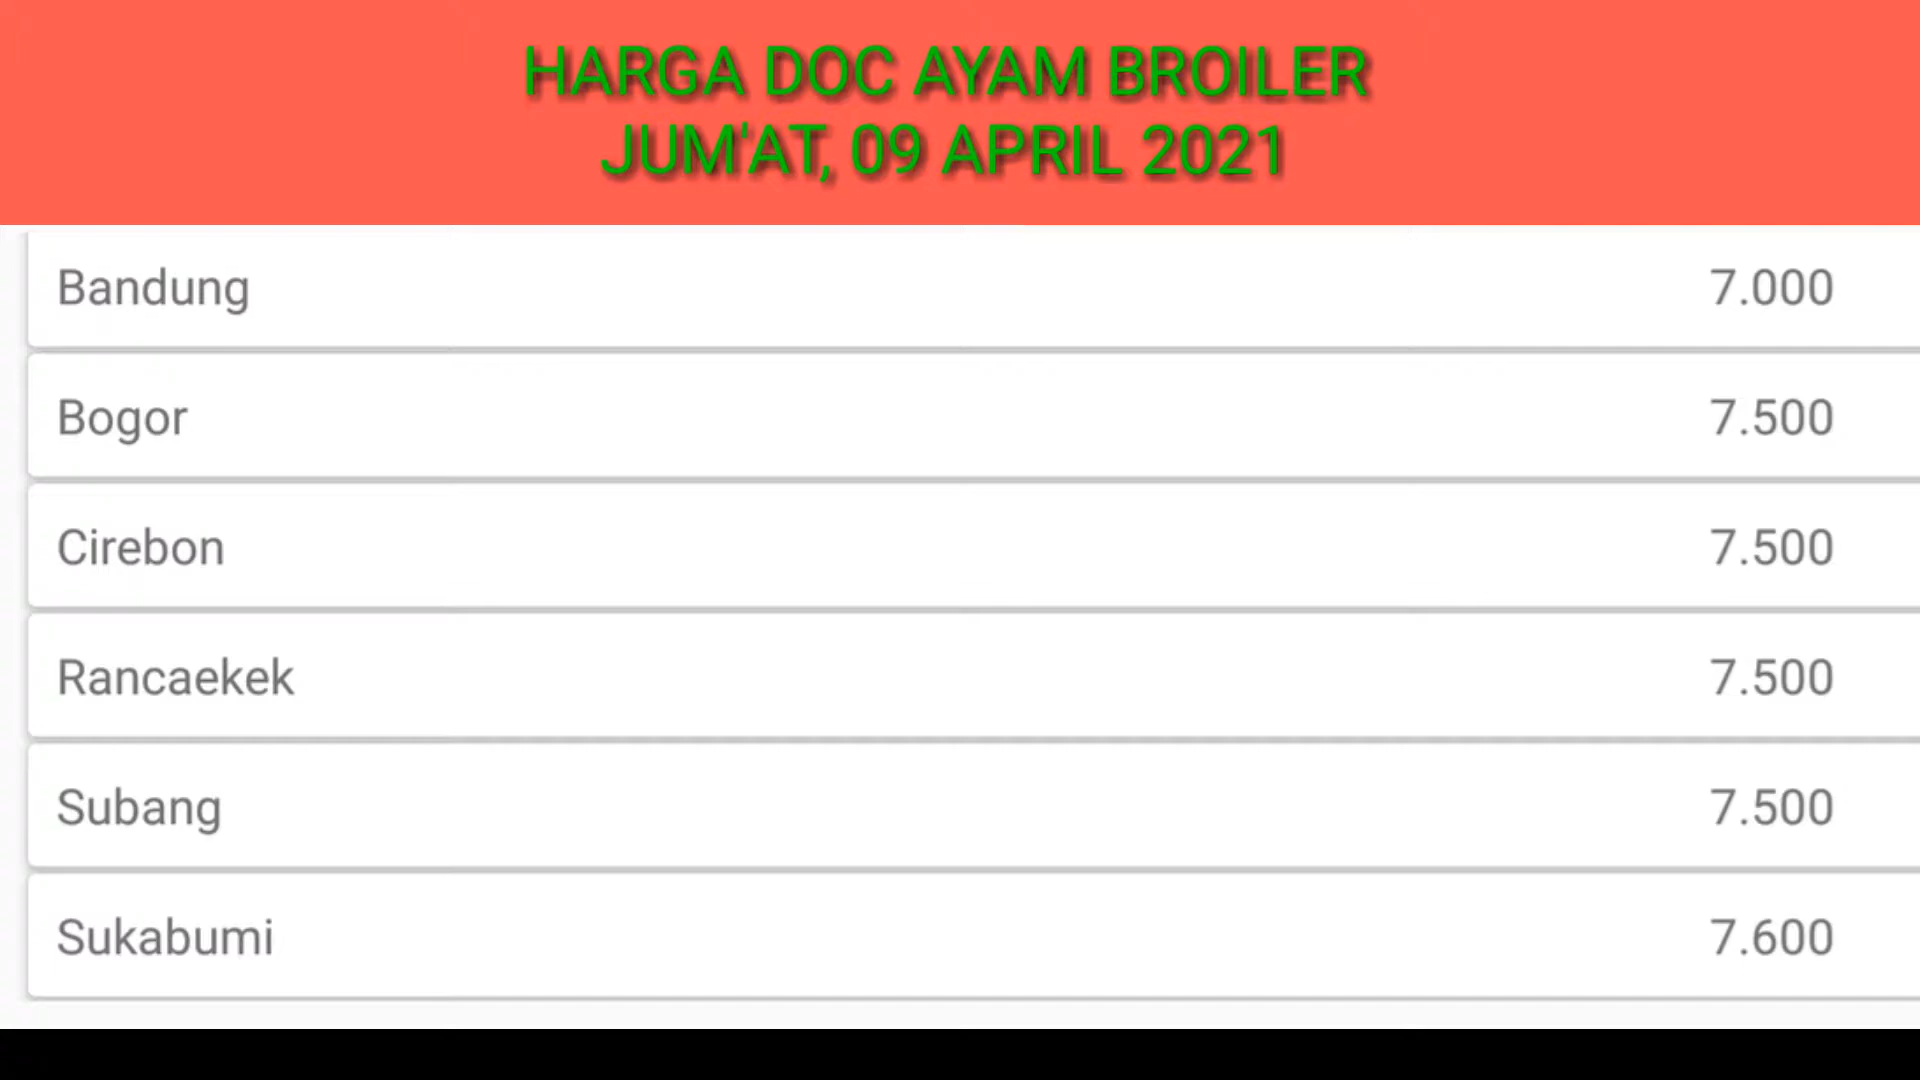 HARGA DOC AYAM BROILER
JUM'AT, 09 APRIL 2021
Bandung 7.000
Bogor 7.500
Cirebon 7.500
Rancaekek 7.500
Subang 7.500
Sukabumi 7.600